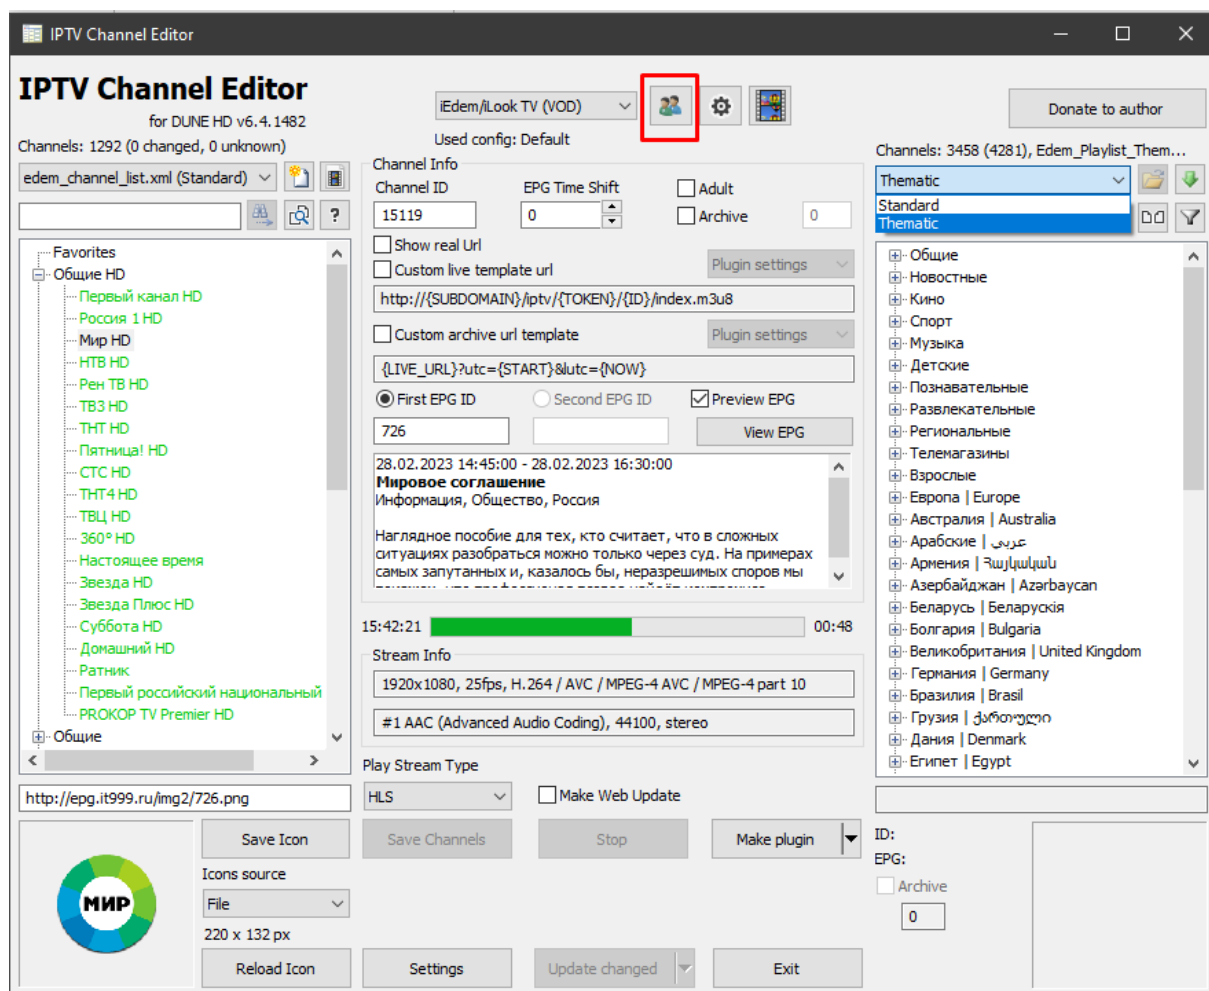 IPTV Channel Editor
IPTV Channel Editor
for DUNE HD v6.4.1482
Channels: 1292 (0 changed, 0 unknown)
edem_channel_list.xml (Standard)
?
Favorites
Общие HD
Первый канал HD
Россия 1 HD
Мир HD
НТВ HD
Рен ТВ HD
ТВ3 HD
ТНТ HD
Пятница! HD
СТС HD
ТНТ4 HD
ТВЦ HD
360° HD
Настоящее время
Звезда HD
Звезда Плюс HD
Суббота HD
Домашний HD
Ратник
Первый российский национальный
PROKOP TV Premier HD
Общие
http://epg.it999.ru/img2/726.png
МИР
Save Icon
Icons source
File
220 x 132 px
Reload Icon
iEdem/iLook TV (VOD)
Used config: Default
Channel Info
Channel ID
EPG Time Shift
Adult
15119
0
Archive
0
Show real Url
Custom live template url
Plugin settings
http://{SUBDOMAIN}/iptv/{TOKEN}/{ID}/index.m3u8
Custom archive url template
Plugin settings
{LIVE_URL}?utc={START}&lutc={NOW}
First EPG ID
Second EPG ID
Preview EPG
726
View EPG
28.02.2023 14:45:00 - 28.02.2023 16:30:00
Мировое соглашение
Информация, Общество, Россия
Наглядное пособие для тех, кто считает, что в сложных
ситуациях разобраться можно только через суд. На примерах
самых запутанных и, казалось бы, неразрешимых споров мы
15:42:21
00:48
Stream Info
1920x1080, 25fps, H.264 / AVC / MPEG-4 AVC / MPEG-4 part 10
#1 AAC (Advanced Audio Coding), 44100, stereo
Play Stream Type
HLS
Make Web Update
Save Channels
Stop
Make plugin
Settings
Update changed
Exit
Donate to author
Channels: 3458 (4281), Edem_Playlist_Them...
Thematic
Standard
Thematic
Общие
Новостные
Кино
Спорт
Музыка
Детские
Познавательные
Развлекательные
Региональные
Телемагазины
Взрослые
Европа | Europe
Австралия | Australia
Арабские | عربي
Армения | Հայկական
Азербайджан | Azərbaycan
Беларусь | Беларускія
Болгария | Bulgaria
Великобритания | United Kingdom
Германия | Germany
Бразилия | Brasil
Грузия | ქართული
Дания | Denmark
Египет | Egypt
ID:
EPG:
Archive
0